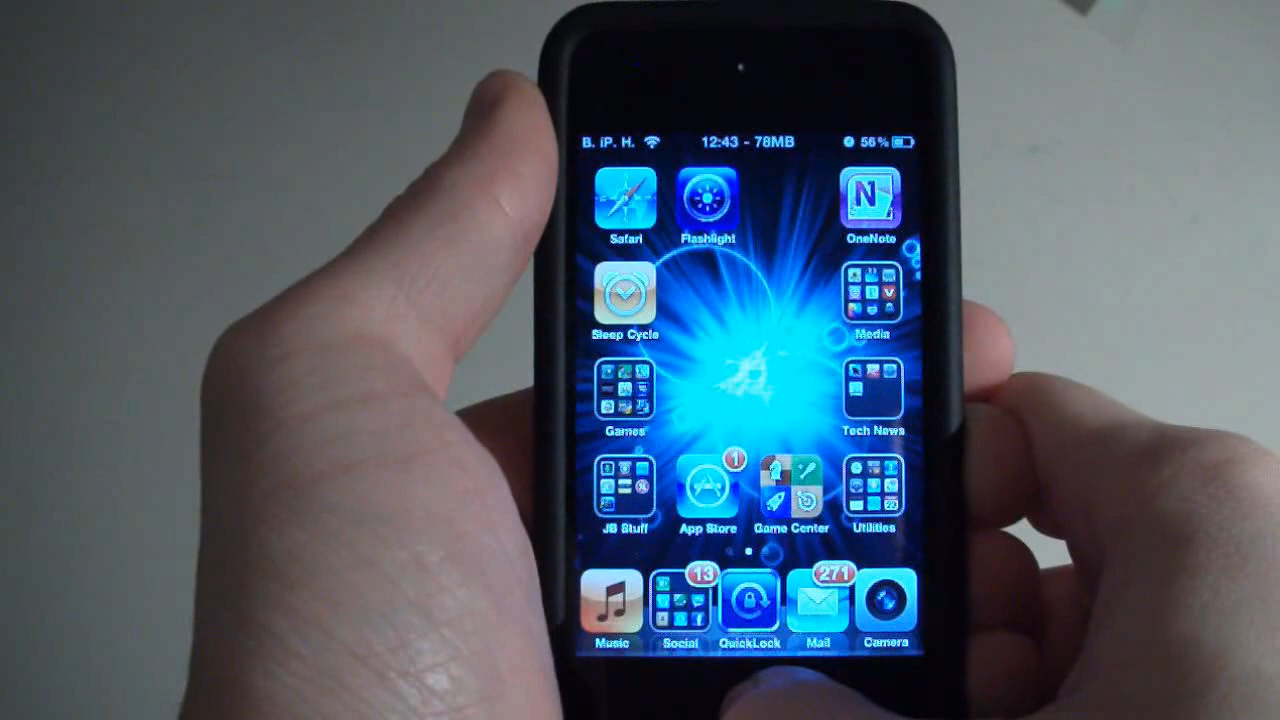 B. iP. H. 12:43 - 78MB 56%
Safari Flashlight OneNote
Sleep Cycle Media
Games Tech News
1
JB Stuff App Store Game Center Utilities
13 271
Music Social QuickLock Mail Camera